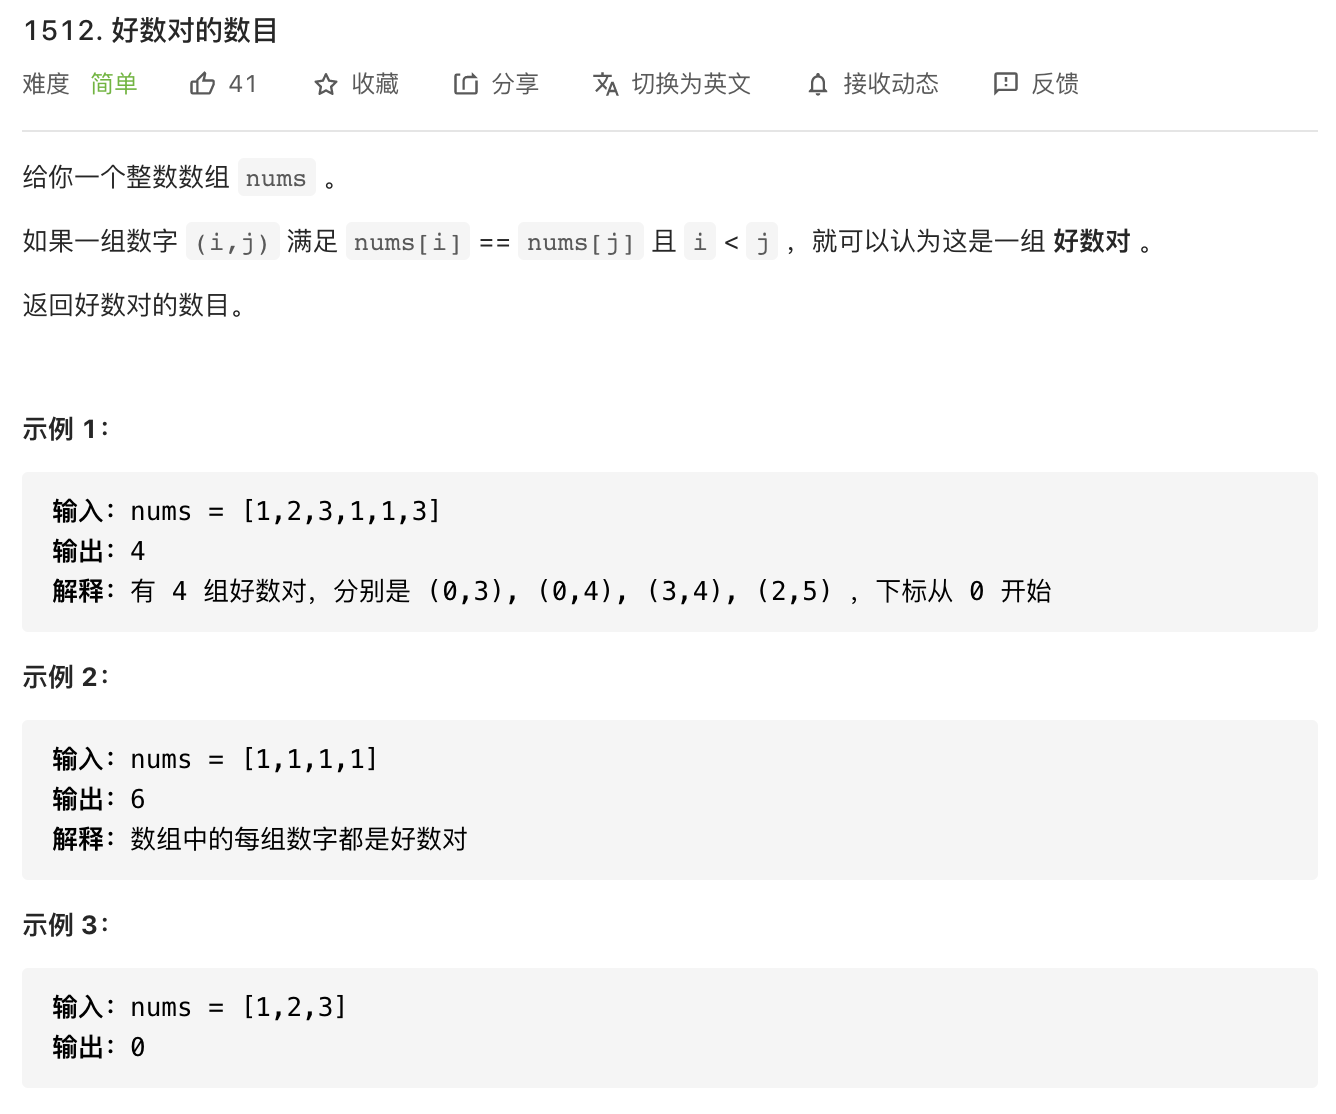 1512. 好数对的数目
难度 简单 41 收藏 分享 切换为英文 接收动态 反馈
给你一个整数数组 nums 。
如果一组数字 (i,j) 满足 nums[i] == nums[j] 且 i < j ，就可以认为这是一组 好数对 。
返回好数对的数目。
示例 1：
输入：nums = [1,2,3,1,1,3]
输出：4
解释：有 4 组好数对，分别是 (0,3), (0,4), (3,4), (2,5) ，下标从 0 开始
示例 2：
输入：nums = [1,1,1,1]
输出：6
解释：数组中的每组数字都是好数对
示例 3：
输入：nums = [1,2,3]
输出：0